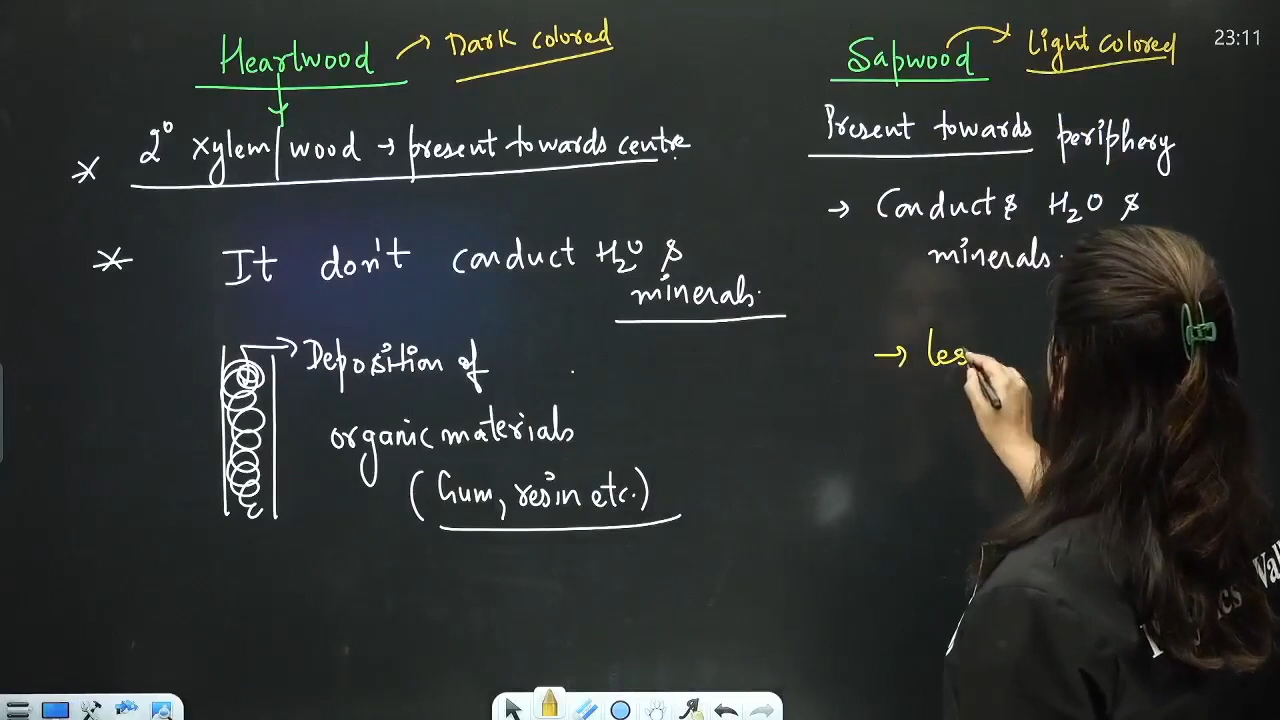 Heartwood → Dark colored
2° xylem/wood → present towards centre
* It don't conduct H₂O &
minerals.
→ Deposition of
organic materials
(Gum, resin etc.)
Sapwood → Light colored
Present towards periphery
→ Conducts H₂O &
minerals.
→ les
23:11